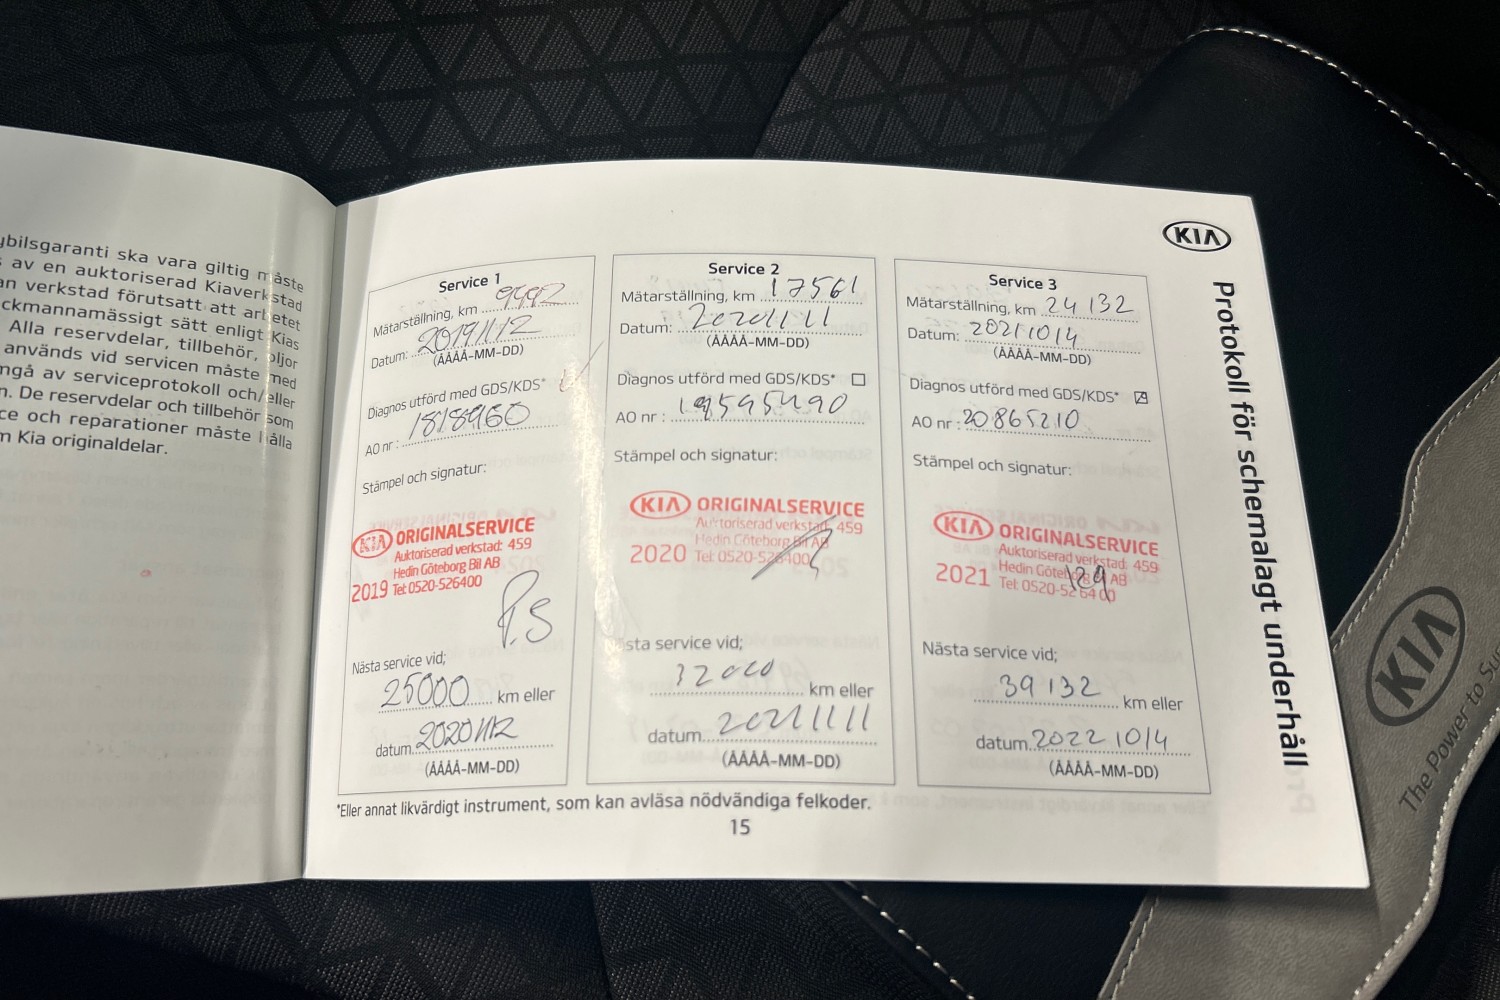 ybilsgaranti ska vara giltig måste
av en auktoriserad Kiaverkstad
an verkstad förutsatt att arbetet
ckmannamässigt sätt enligt Kias
Alla reservdelar, tillbehör, oljor
används vid servicen måste med
mgå av serviceprotokoll och/eller
n. De reservdelar och tillbehör som
ce och reparationer måste hålla
m Kia originaldelar.
KIA
Protokoll för schemalagt underhåll
Service 1
Mätarställning, km 9992
Datum: 20191112
(ÅÅÅÅ-MM-DD)
Diagnos utförd med GDS/KDS*
AO nr: 1818960
Stämpel och signatur:
KIA ORIGINALSERVICE
Auktoriserad verkstad: 459
Hedin Göteborg Bil AB
2019 Tel: 0520-526400
P.S
Nästa service vid;
25000 km eller
datum 20201112
(ÅÅÅÅ-MM-DD)
Service 2
Mätarställning, km 17561
Datum: 20201111
(ÅÅÅÅ-MM-DD)
Diagnos utförd med GDS/KDS*
AO nr:
Stämpel och signatur:
KIA ORIGINALSERVICE
Auktoriserad verkstad: 459
Hedin Göteborg Bil AB
2020 Tel: 0520-526400
Nästa service vid;
32000 km eller
datum 20211111
(ÅÅÅÅ-MM-DD)
Service 3
Mätarställning, km 24132
Datum: 20211014
(ÅÅÅÅ-MM-DD)
Diagnos utförd med GDS/KDS*
AO nr: 20865210
Stämpel och signatur:
KIA ORIGINALSERVICE
Auktoriserad verkstad: 459
Hedin Göteborg Bil AB
2021 Tel: 0520-526400
Nästa service vid;
39132 km eller
datum 20221014
(ÅÅÅÅ-MM-DD)
*Eller annat likvärdigt instrument, som kan avläsa nödvändiga felkoder.
15
KIA
The Power to Su